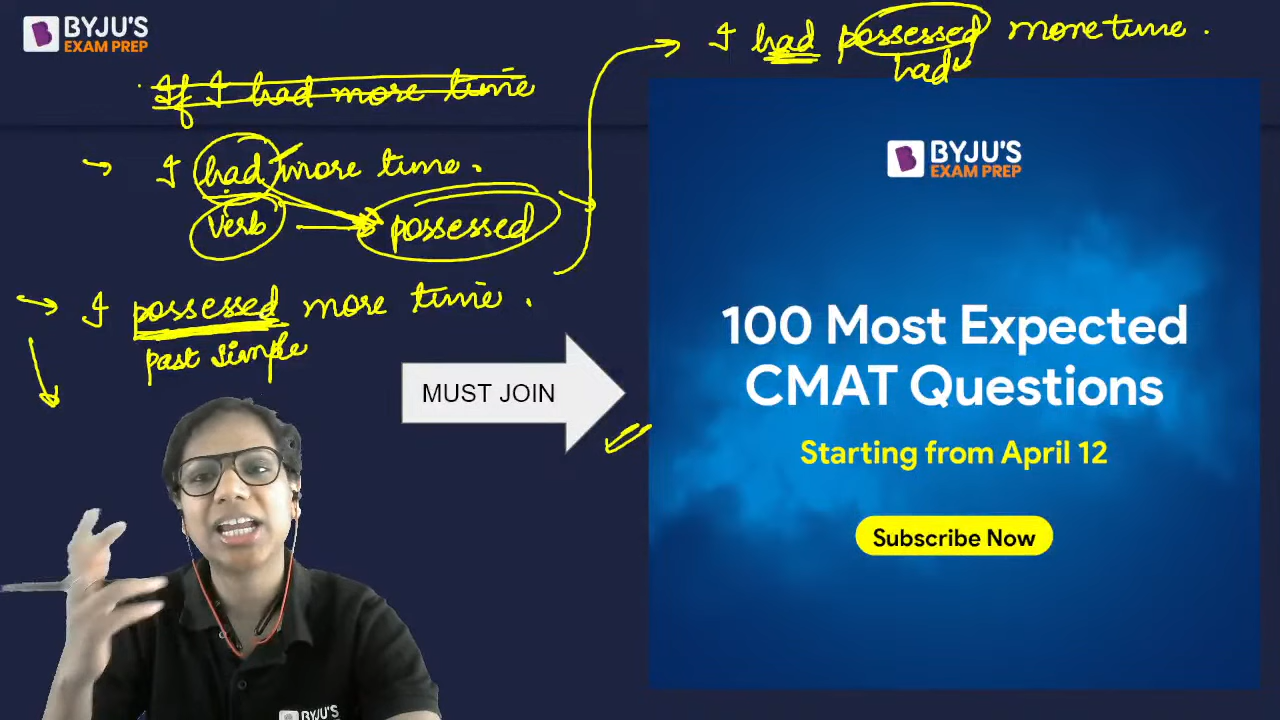 BYJU'S
EXAM PREP
I had possessed more time.
had
If I had more time
I had more time.
verb
possessed
I possessed more time.
past simple
MUST JOIN
BYJU'S
EXAM PREP
100 Most Expected
CMAT Questions
Starting from April 12
Subscribe Now
BYJU'S